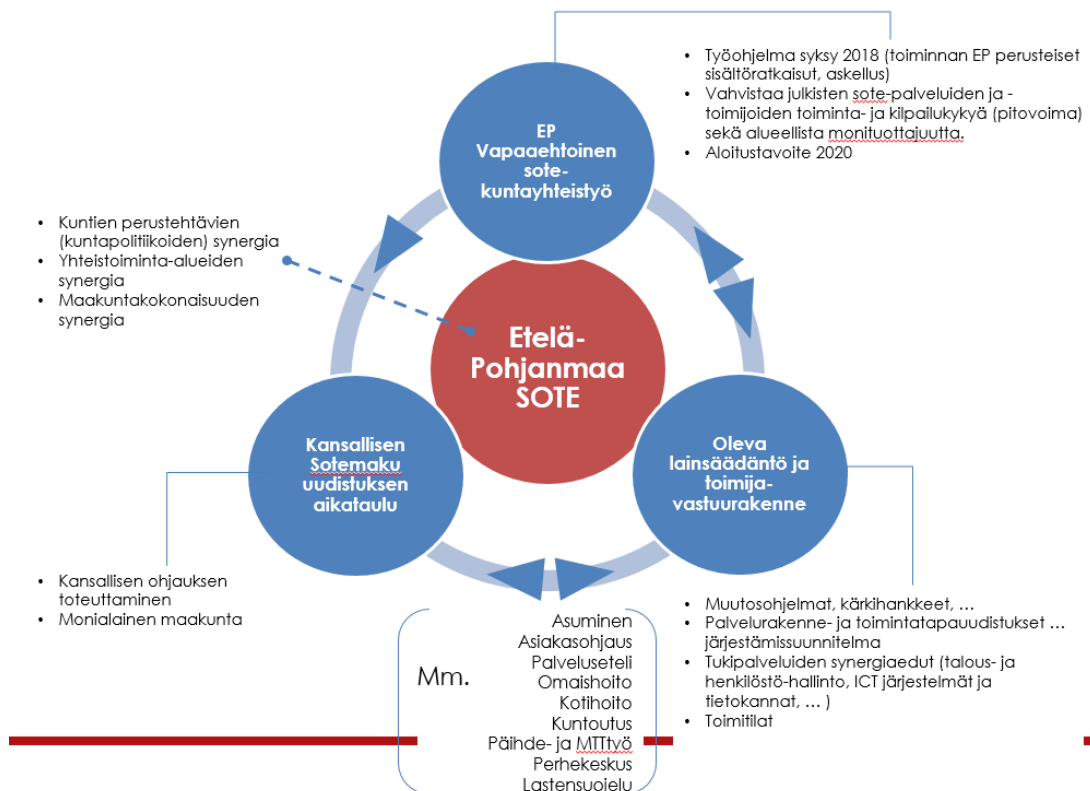 • Työohjelma syksy 2018 (toiminnan EP perusteiset
sisältöratkaisut, askellus)
• Vahvistaa julkisten sote-palveluiden ja -
toimijoiden toiminta- ja kilpailukykyä (pitovoima)
sekä alueellista monituottajuutta.
• Aloitustavoite 2020
EP
Vapaaehtoinen
sote-
kuntayhteistyö
• Kuntien perustehtävien
(kuntapolitiikoiden) synergia
• Yhteistoiminta-alueiden
synergia
• Maakuntakokonaisuuden
synergia
Etelä-
Pohjanmaa
SOTE
Kansallisen
Sotemaku
uudistuksen
aikataulu
Oleva
lainsäädäntö ja
toimija-
vastuurakenne
• Kansallisen ohjauksen
toteuttaminen
• Monialainen maakunta
Mm.
Asuminen
Asiakasohjaus
Palveluseteli
Omaishoito
Kotihoito
Kuntoutus
Päihde- ja MTTtyö
Perhekeskus
Lastensuojelu
• Muutosohjelmat, kärkihankkeet, ...
• Palvelurakenne- ja toimintatapauudistukset ...
järjestämissuunnitelma
• Tukipalveluiden synergiaedut (talous- ja
henkilöstö-hallinto, ICT järjestelmät ja
tietokannat, ... )
• Toimitilat